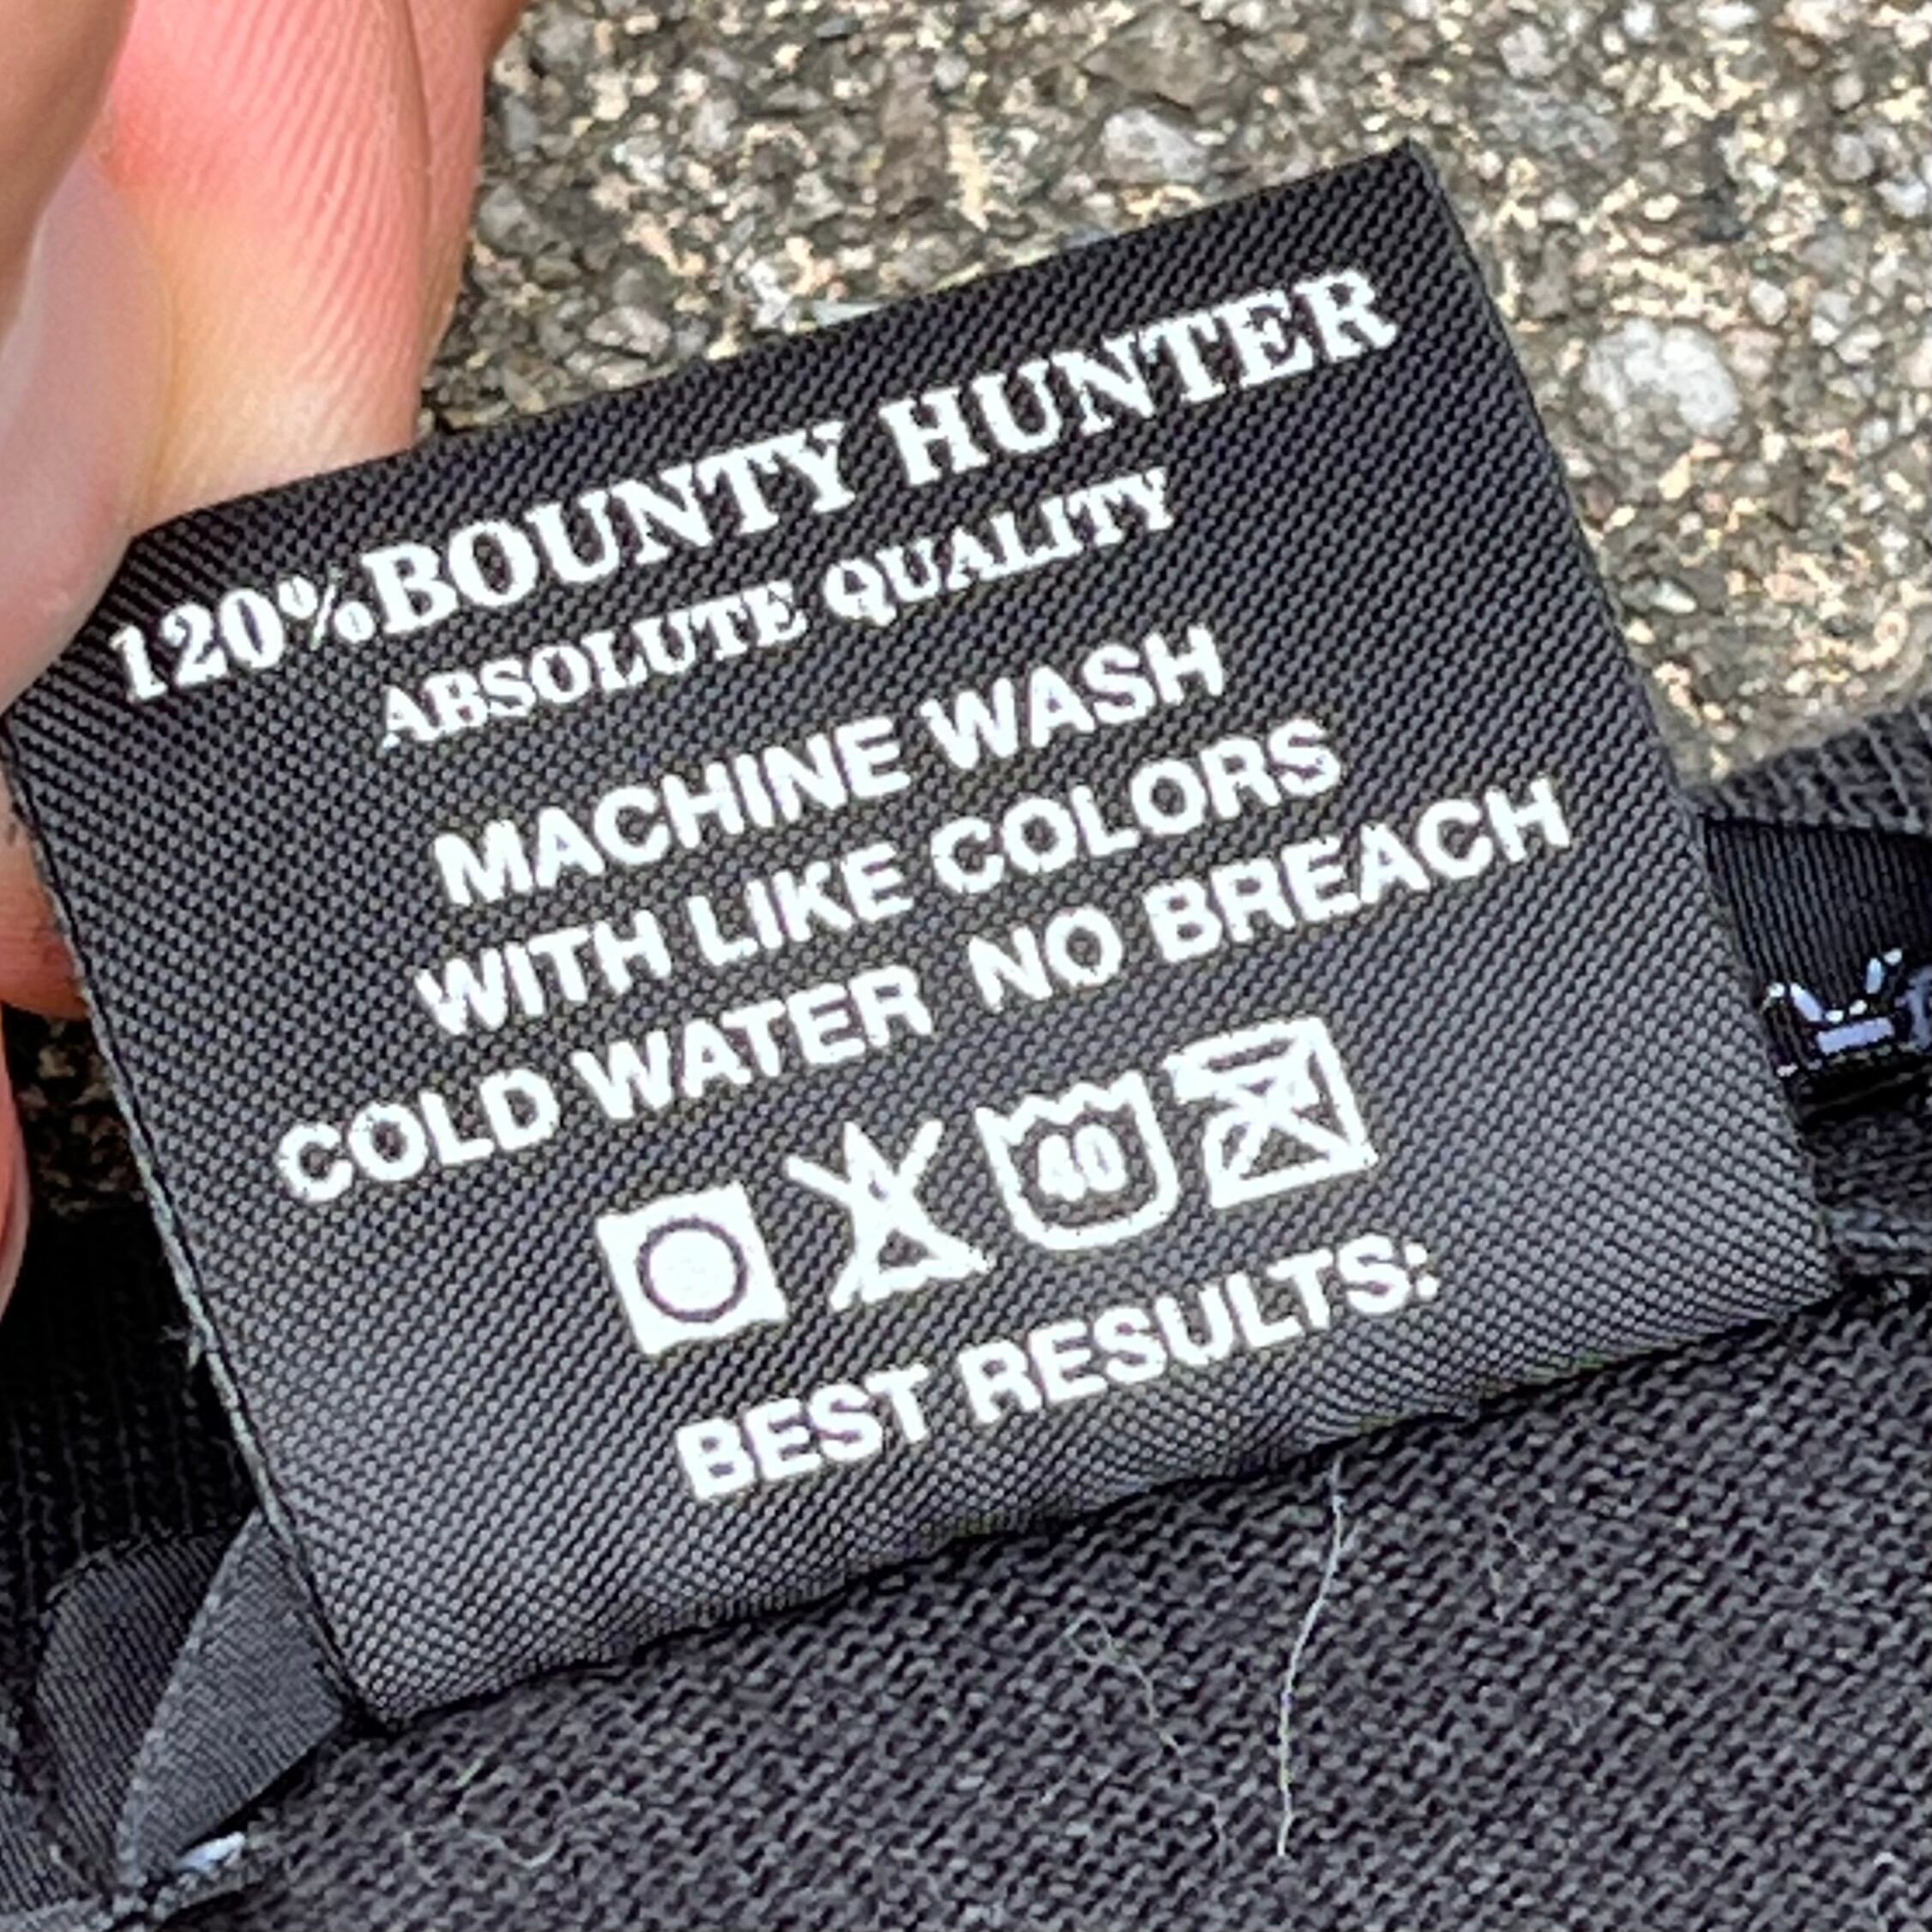 120%BOUNTY HUNTER
ABSOLUTE QUALITY
MACHINE WASH
WITH LIKE COLORS
COLD WATER NO BREACH
40
BEST RESULTS: